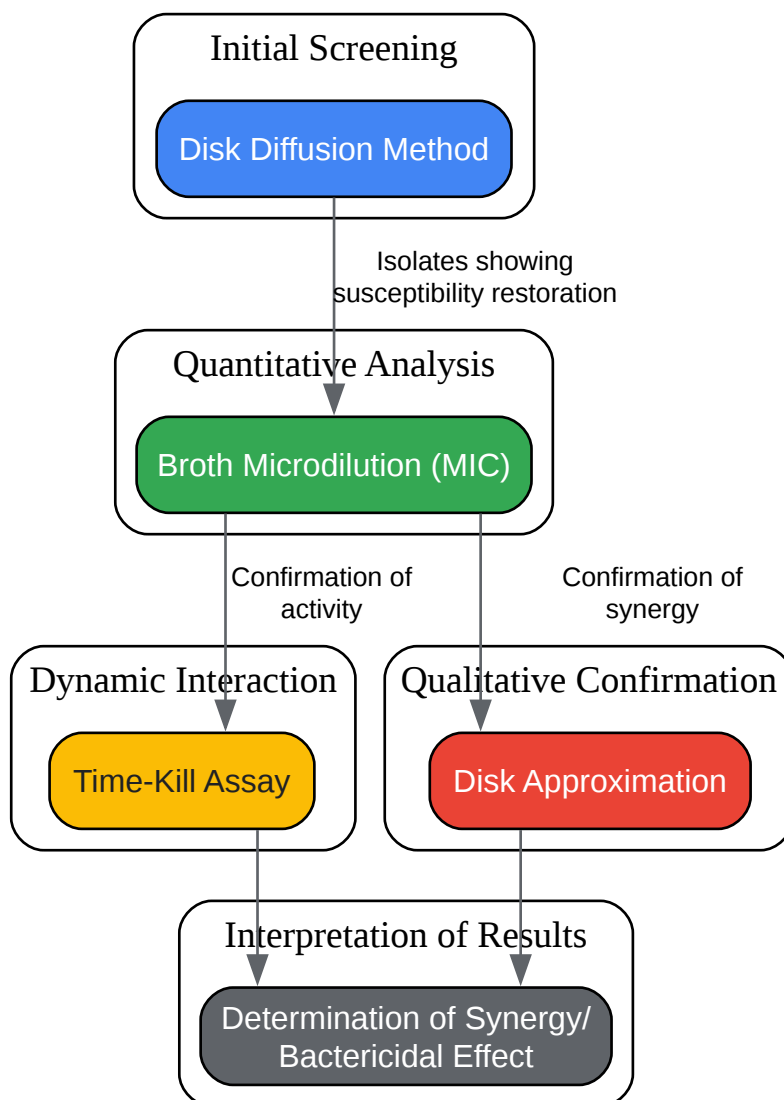 Initial Screening
Disk Diffusion Method
Isolates showing
susceptibility restoration
Quantitative Analysis
Broth Microdilution (MIC)
Confirmation of
activity
Confirmation of
synergy
Dynamic Interaction
Time-Kill Assay
Qualitative Confirmation
Disk Approximation
Interpretation of Results
Determination of Synergy/
Bactericidal Effect